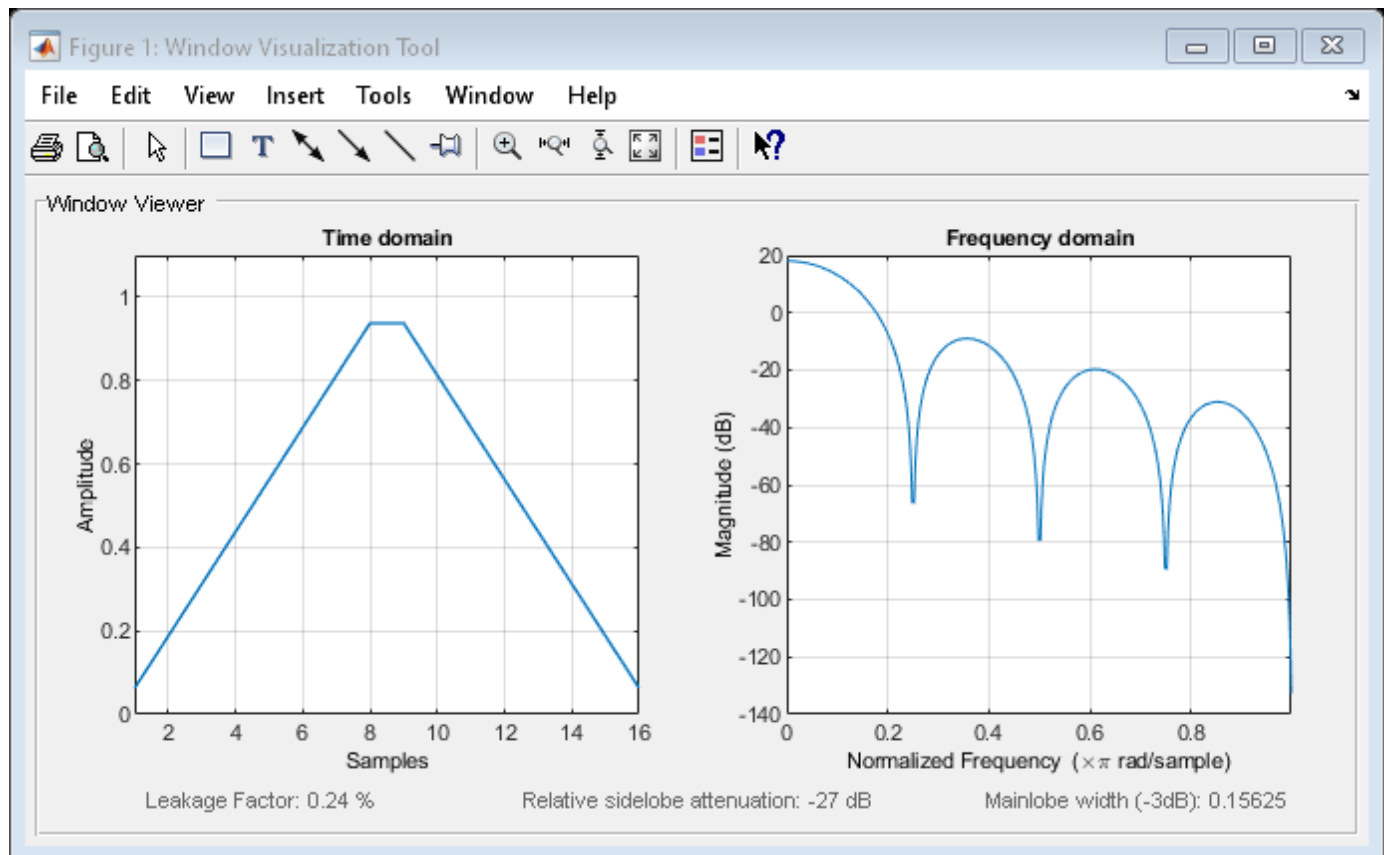 Figure 1: Window Visualization Tool
File Edit View Insert Tools Window Help
T
?
Window Viewer
Time domain
1
0.8
0.6
0.4
0.2
0
Amplitude
2 4 6 8 10 12 14 16
Samples
Frequency domain
20
0
-20
-40
-60
-80
-100
-120
-140
Magnitude (dB)
0 0.2 0.4 0.6 0.8
Normalized Frequency (×π rad/sample)
Leakage Factor: 0.24 % Relative sidelobe attenuation: -27 dB Mainlobe width (-3dB): 0.15625